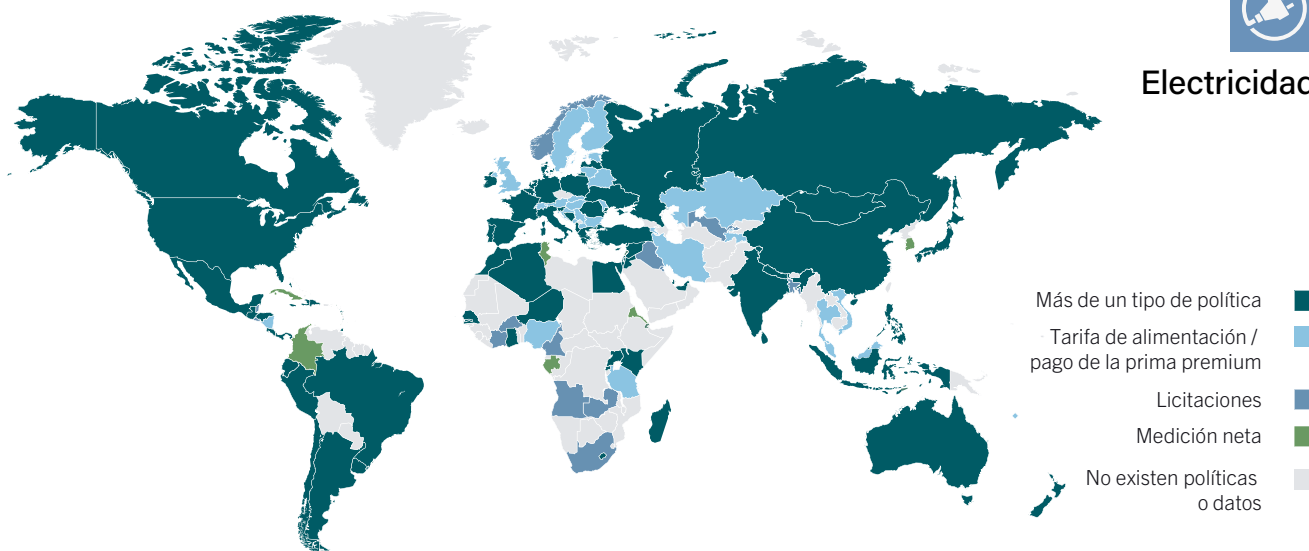 Electricidad
Más de un tipo de política
Tarifa de alimentación /
pago de la prima premium
Licitaciones
Medición neta
No existen políticas
o datos